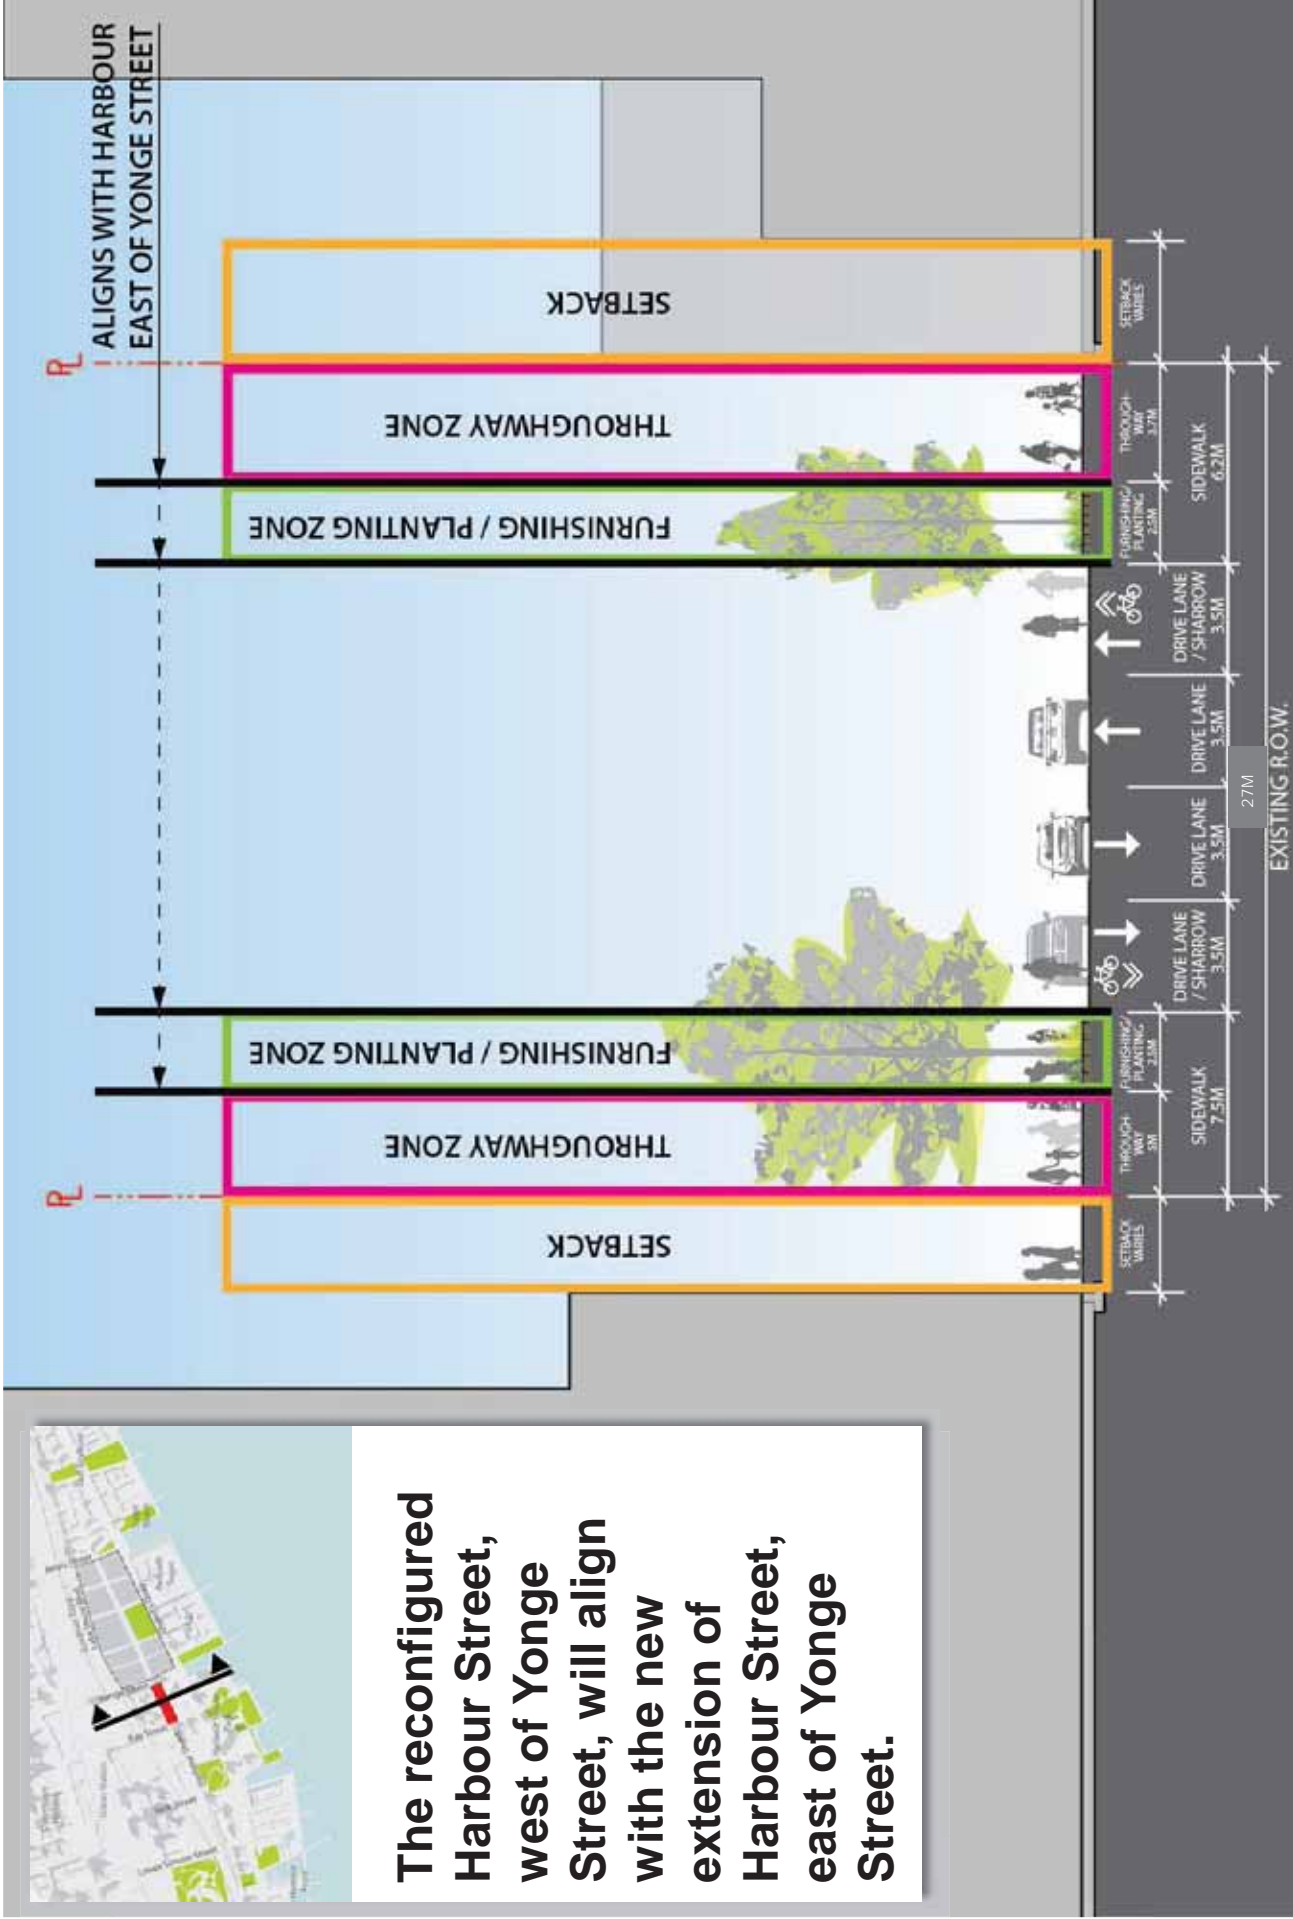 The reconfigured
Harbour Street,
west of Yonge
Street, will align
with the new
extension of
Harbour Street,
east of Yonge
Street.
ALIGNS WITH HARBOUR
EAST OF YONGE STREET
PL
PL
SETBACK
THROUGHWAY ZONE
FURNISHING / PLANTING ZONE
FURNISHING / PLANTING ZONE
THROUGHWAY ZONE
SETBACK
SETBACK
VARIES
THROUGH-
WAY
5M
FURNISHING/
PLANTING
2.5M
FURNISHING/
PLANTING
2.5M
THROUGH-
WAY
3.7M
SETBACK
VARIES
SIDEWALK
7.5M
DRIVE LANE
/ SHARROW
3.5M
DRIVE LANE
3.5M
DRIVE LANE
3.5M
DRIVE LANE
/ SHARROW
3.5M
SIDEWALK
6.2M
27M
EXISTING R.O.W.